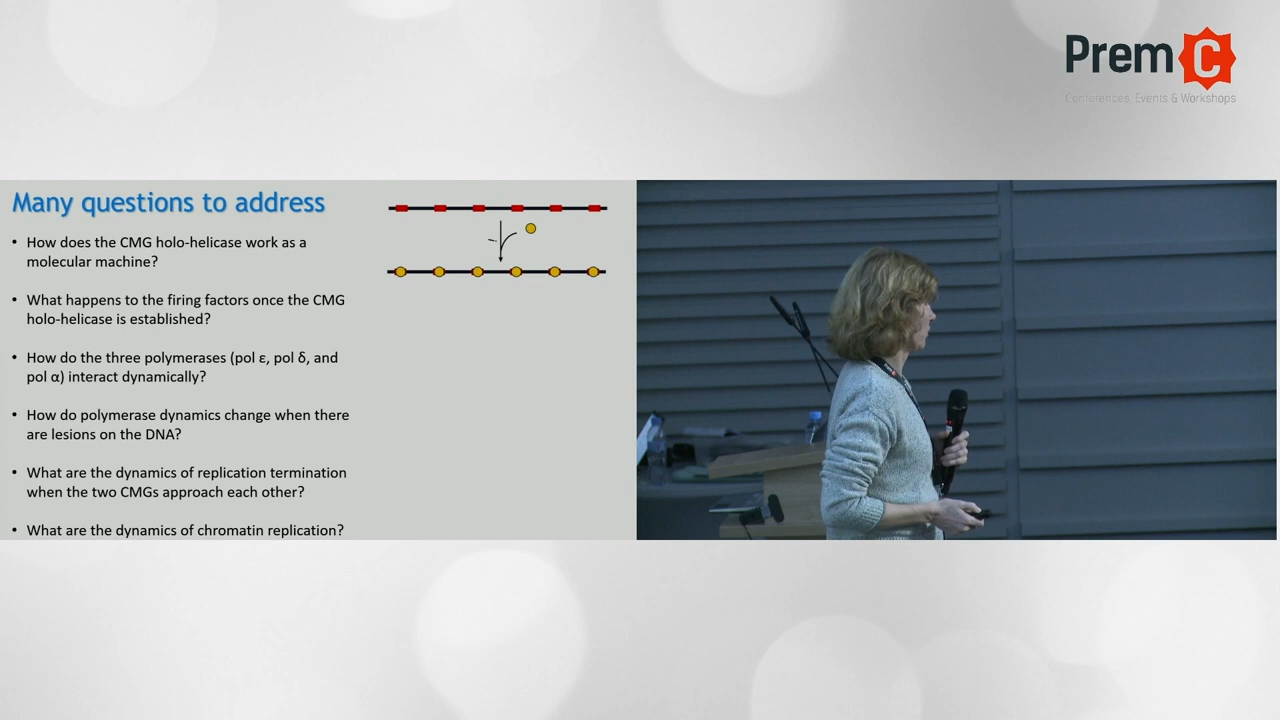 Prem C
Conferences, Events & Workshops
Many questions to address
• How does the CMG holo-helicase work as a
molecular machine?
• What happens to the firing factors once the CMG
holo-helicase is established?
• How do the three polymerases (pol ε, pol δ, and
pol α) interact dynamically?
• How do polymerase dynamics change when there
are lesions on the DNA?
• What are the dynamics of replication termination
when the two CMGs approach each other?
• What are the dynamics of chromatin replication?